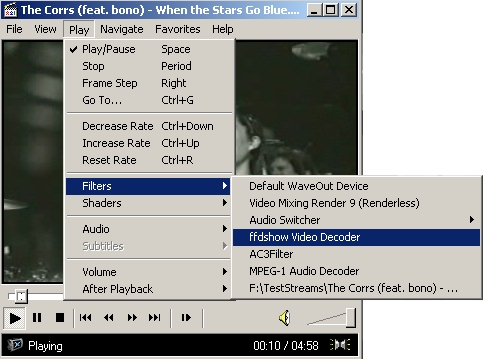 The Corrs (feat. bono) - When the Stars Go Blue....
File View Play Navigate Favorites Help
Play/Pause Space
Stop Period
Frame Step Right
Go To... Ctrl+G
Decrease Rate Ctrl+Down
Increase Rate Ctrl+Up
Reset Rate Ctrl+R
Filters
Shaders
Audio
Subtitles
Volume
After Playback
Default WaveOut Device
Video Mixing Render 9 (Renderless)
Audio Switcher
ffdshow Video Decoder
AC3Filter
MPEG-1 Audio Decoder
F:\TestStreams\The Corrs (feat. bono) - ...
Playing 00:10 / 04:58